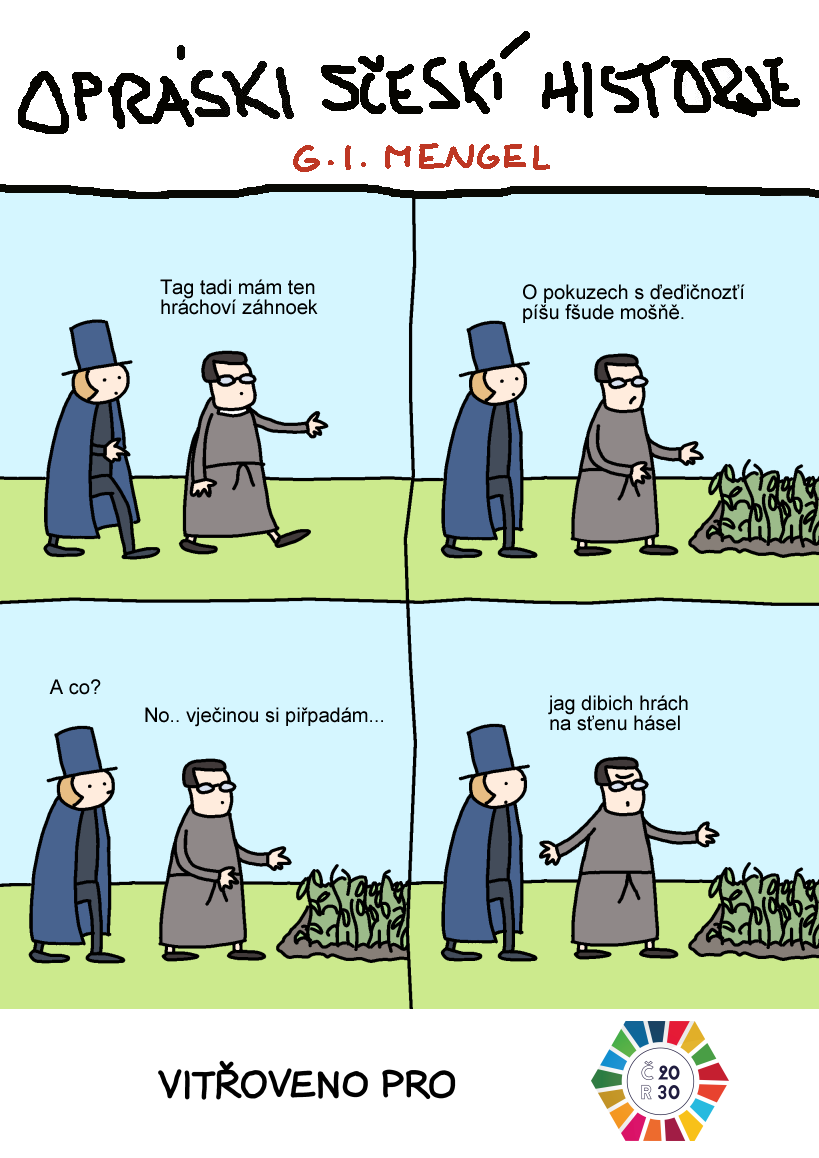 OPRÁSKI SČESKÍ HISTORJE
G. I. MENGEL
Tag tadi mám ten
hráchoví záhnoek
O pokuzech s ďeďičnozťí
píšu fšude mošňě.
A co?
No.. vječinou si piřpadám...
jag dibich hrách
na sťenu hásel
VITŘOVENO PRO
Č 20
R 30